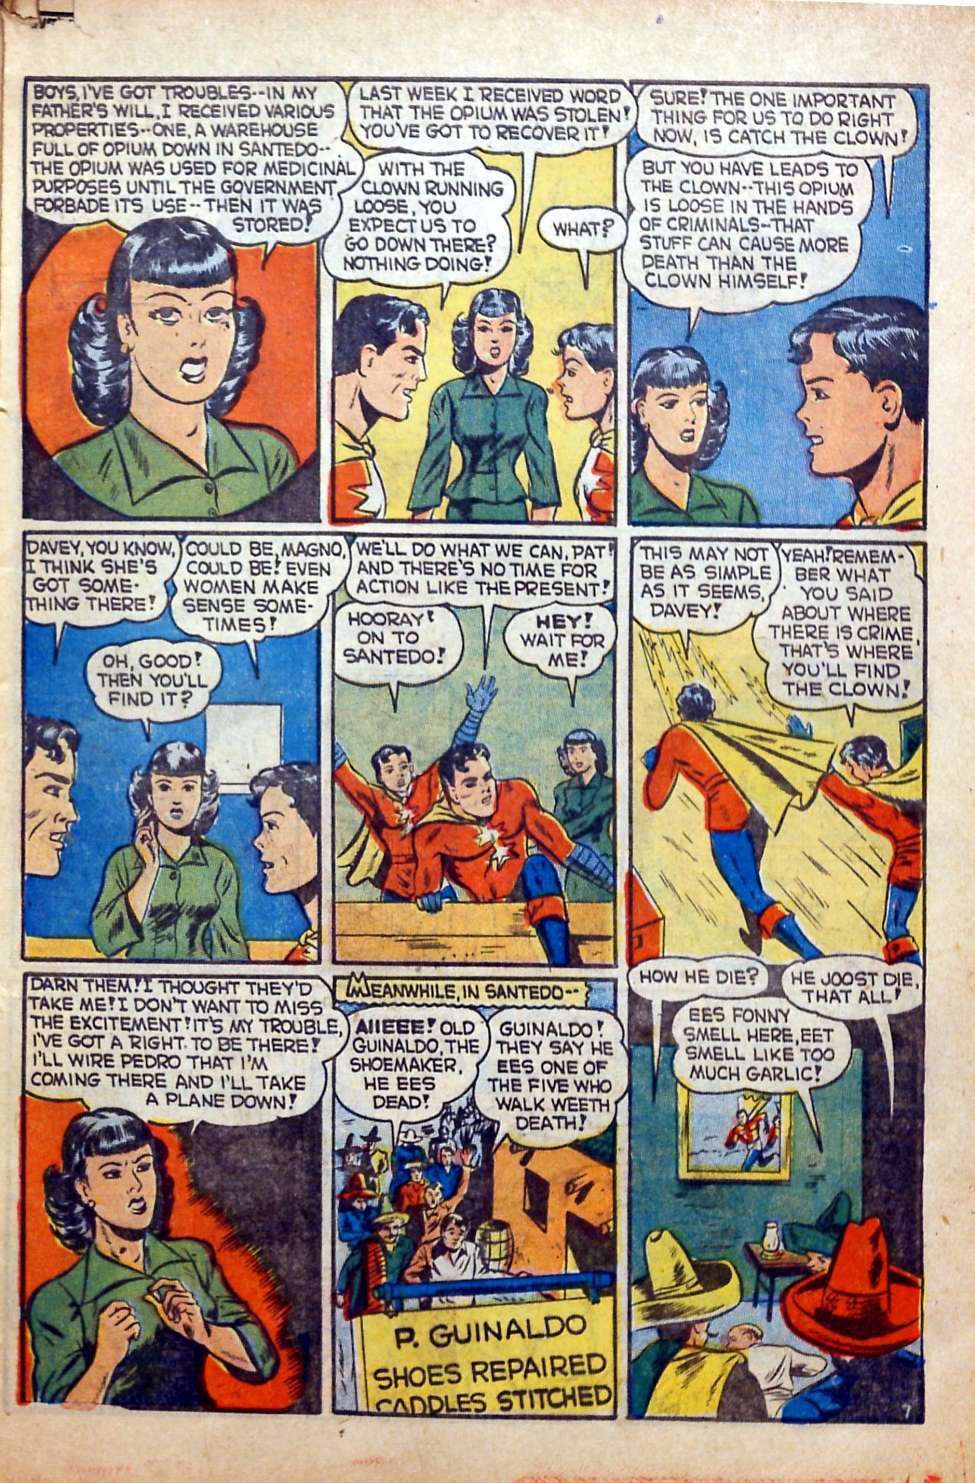 BOYS, I'VE GOT TROUBLES--IN MY
FATHER'S WILL, I RECEIVED VARIOUS
PROPERTIES--ONE, A WAREHOUSE
FULL OF OPIUM DOWN IN SANTEDO--
THE OPIUM WAS USED FOR MEDICINAL
PURPOSES UNTIL THE GOVERNMENT
FORBADE ITS USE--THEN IT WAS
STORED!
LAST WEEK I RECEIVED WORD
THAT THE OPIUM WAS STOLEN!
YOU'VE GOT TO RECOVER IT!
WITH THE
CLOWN RUNNING
LOOSE, YOU
EXPECT US TO
GO DOWN THERE?
NOTHING DOING!
WHAT?
SURE! THE ONE IMPORTANT
THING FOR US TO DO RIGHT
NOW, IS CATCH THE CLOWN!
BUT YOU HAVE LEADS TO
THE CLOWN--THIS OPIUM
IS LOOSE IN THE HANDS
OF CRIMINALS--THAT
STUFF CAN CAUSE MORE
DEATH THAN THE
CLOWN HIMSELF!
DAVEY, YOU KNOW,
I THINK SHE'S
GOT SOME-
THING THERE!
COULD BE, MAGNO,
COULD BE! EVEN
WOMEN MAKE
SENSE SOME-
TIMES!
OH, GOOD!
THEN YOU'LL
FIND IT?
WE'LL DO WHAT WE CAN, PAT!
AND THERE'S NO TIME FOR
ACTION LIKE THE PRESENT!
HOORAY!
ON TO
SANTEDO!
HEY!
WAIT FOR
ME!
THIS MAY NOT
BE AS SIMPLE
AS IT SEEMS,
DAVEY!
YEAH! REMEM-
BER WHAT
YOU SAID
ABOUT WHERE
THERE IS CRIME,
THAT'S WHERE
YOU'LL FIND
THE CLOWN!
DARN THEM! I THOUGHT THEY'D
TAKE ME! I DON'T WANT TO MISS
THE EXCITEMENT! IT'S MY TROUBLE,
I'VE GOT A RIGHT TO BE THERE!
I'LL WIRE PEDRO THAT I'M
COMING THERE AND I'LL TAKE
A PLANE DOWN!
MEANWHILE, IN SANTEDO--
AIIEEE! OLD
GUINALDO, THE
SHOEMAKER,
HE EES
DEAD!
GUINALDO!
THEY SAY HE
EES ONE OF
THE FIVE WHO
WALK WEETH
DEATH!
P. GUINALDO
SHOES REPAIRED
CADDLES STITCHED
HOW HE DIE?
HE JOOST DIE,
THAT ALL!
EES FONNY
SMELL HERE, EET
SMELL LIKE TOO
MUCH GARLIC!
7